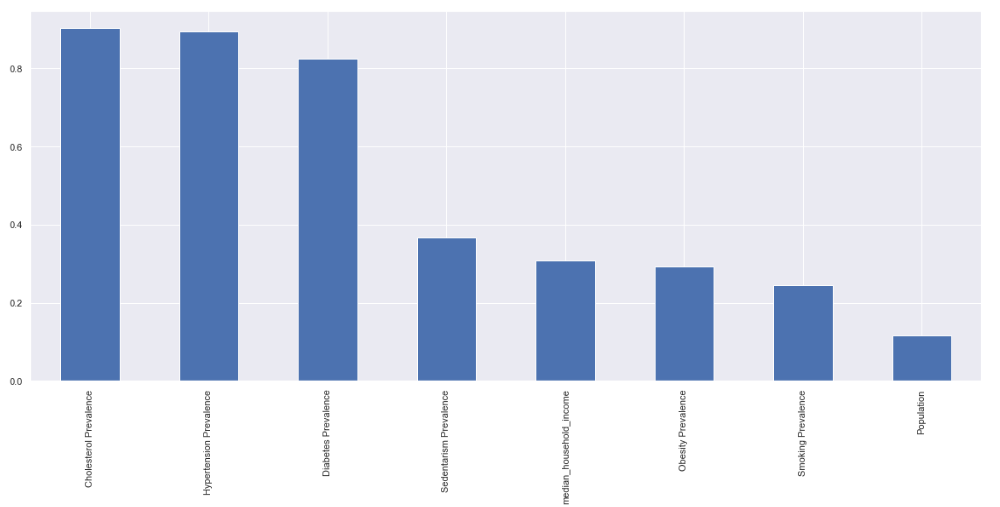 0.8
0.6
0.4
0.2
0.0
Cholesterol Prevalence
Hypertension Prevalence
Diabetes Prevalence
Sedentarism Prevalence
median_household_income
Obesity Prevalence
Smoking Prevalence
Population